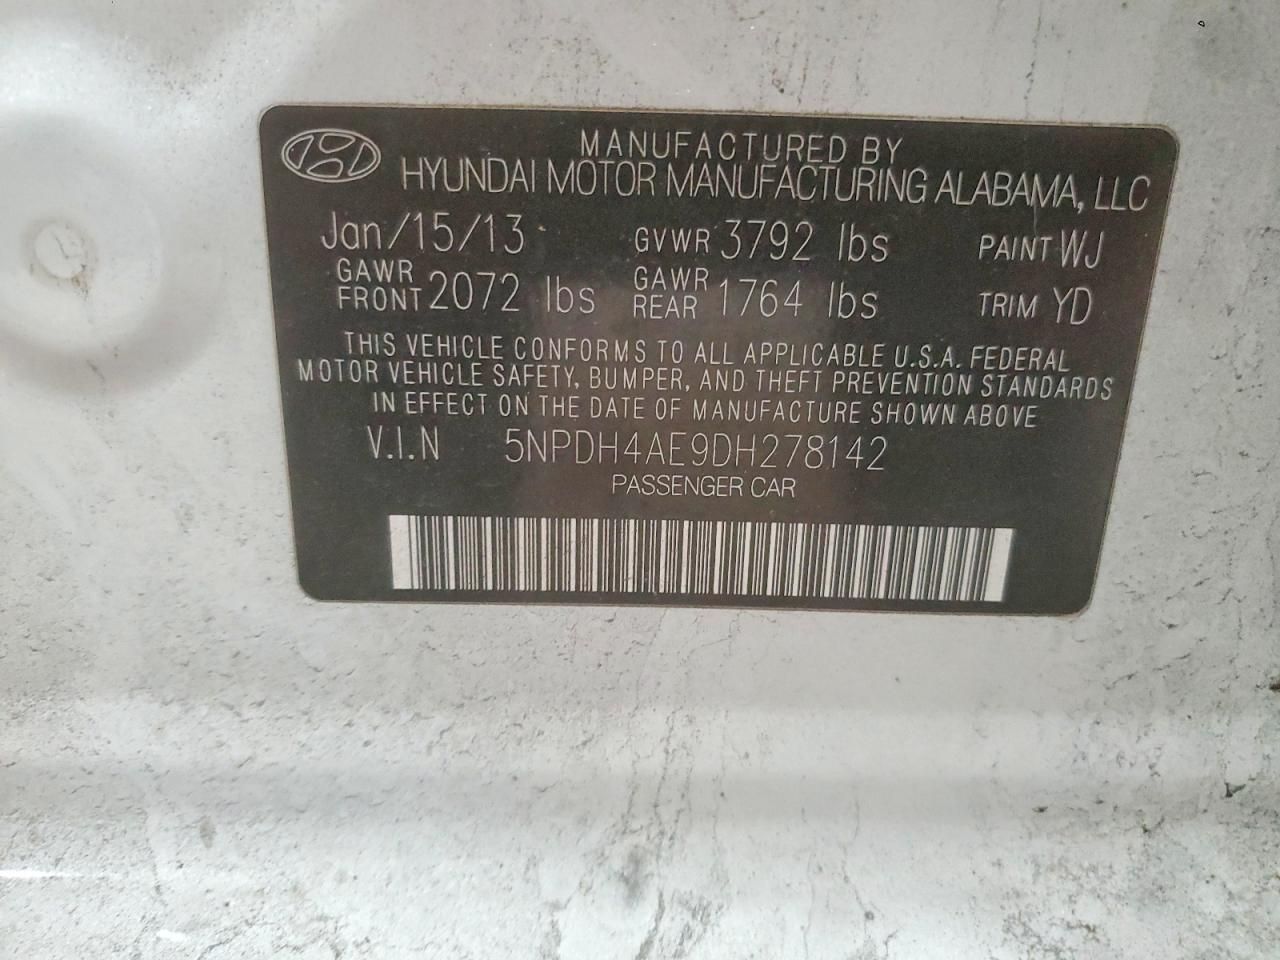 MANUFACTURED BY
HYUNDAI MOTOR MANUFACTURING ALABAMA, LLC
Jan/15/13 GVWR 3792 lbs PAINT WJ
GAWR FRONT 2072 lbs GAWR REAR 1764 lbs TRIM YD
THIS VEHICLE CONFORMS TO ALL APPLICABLE U.S.A. FEDERAL
MOTOR VEHICLE SAFETY, BUMPER, AND THEFT PREVENTION STANDARDS
IN EFFECT ON THE DATE OF MANUFACTURE SHOWN ABOVE
V.I.N 5NPDH4AE9DH278142
PASSENGER CAR